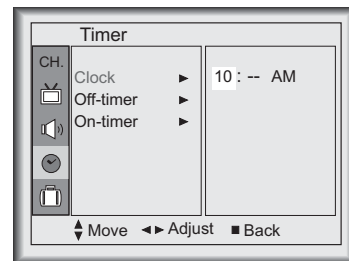 Timer
CH.
Clock ► 10 : -- AM
Off-timer ►
On-timer ►
Move ◄► Adjust ■ Back